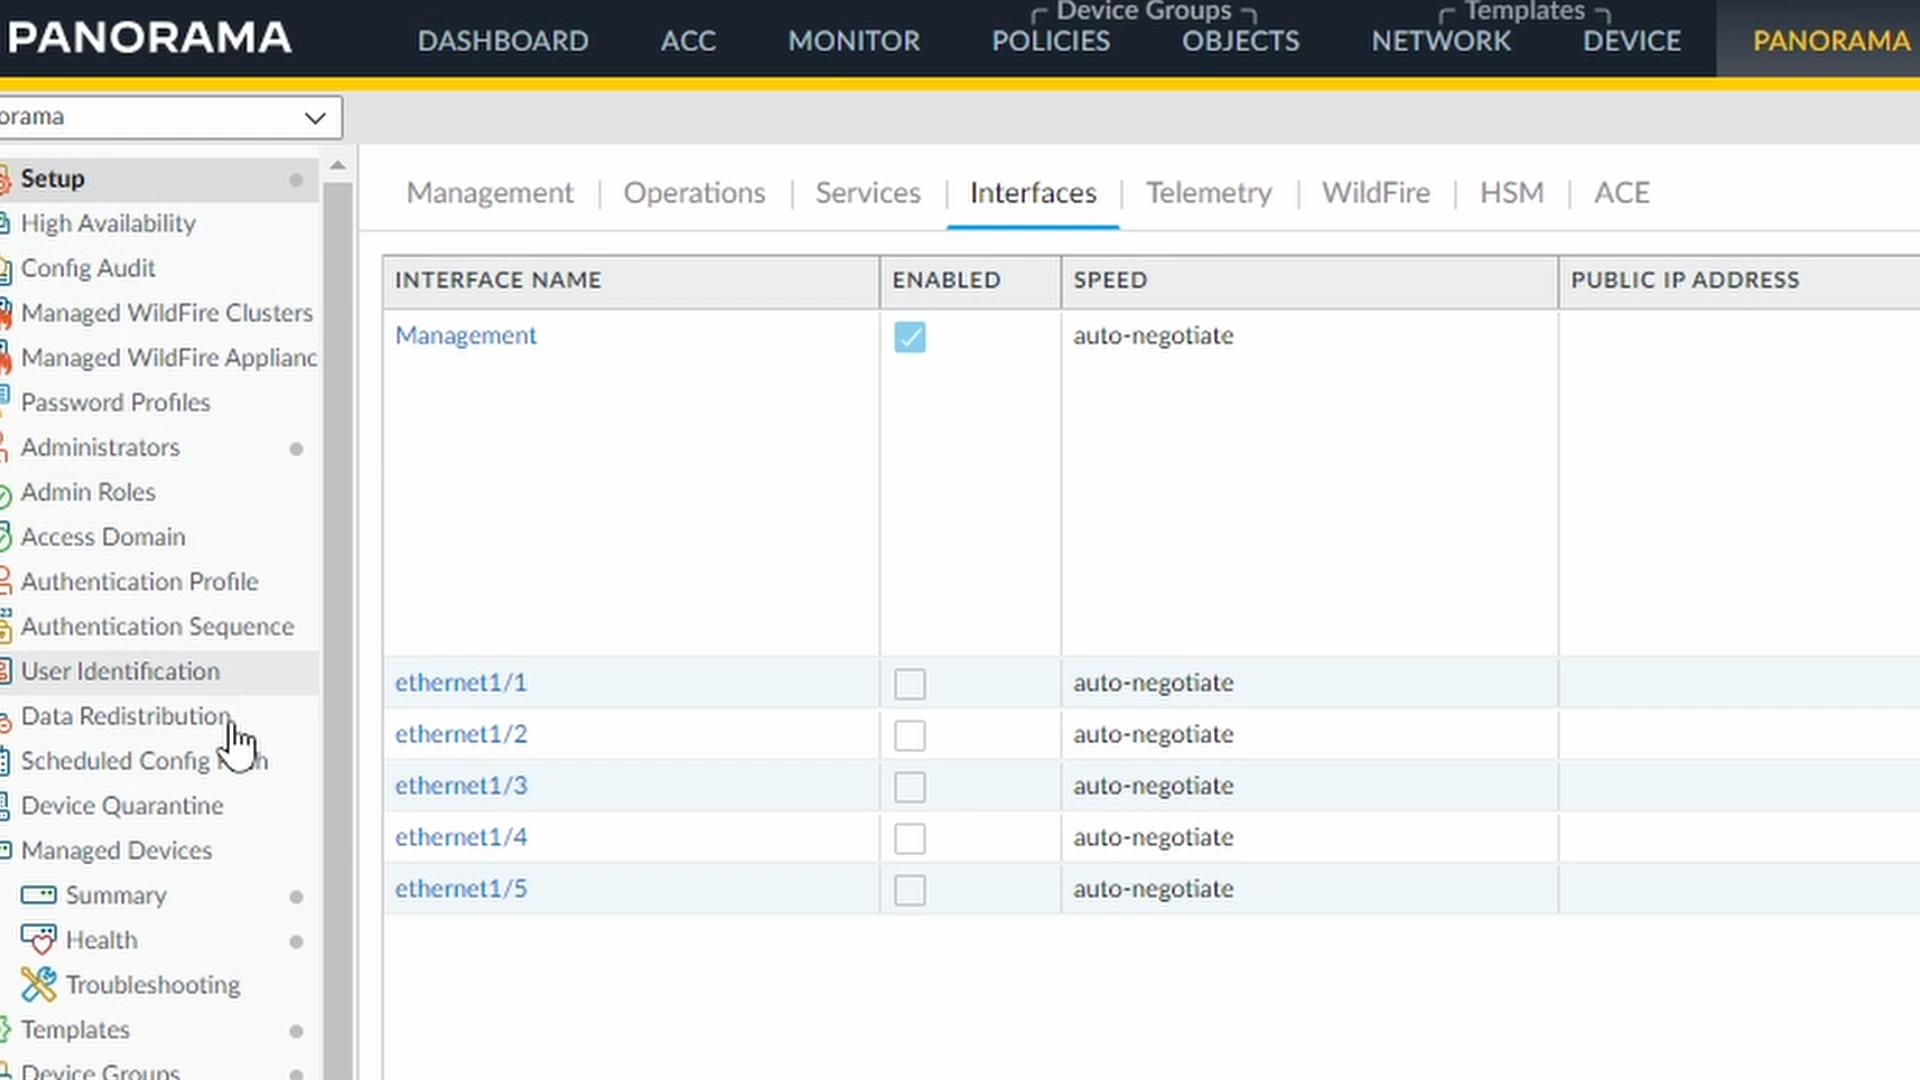 PANORAMA
DASHBOARD ACC MONITOR POLICIES OBJECTS NETWORK DEVICE PANORAMA
Device Groups Templates
orama
Setup
High Availability
Config Audit
Managed WildFire Clusters
Managed WildFire Applianc
Password Profiles
Administrators
Admin Roles
Access Domain
Authentication Profile
Authentication Sequence
User Identification
Data Redistribution
Scheduled Config
Device Quarantine
Managed Devices
Summary
Health
Troubleshooting
Templates
Device Groups
Management Operations Services Interfaces Telemetry WildFire HSM ACE
INTERFACE NAME ENABLED SPEED PUBLIC IP ADDRESS
Management auto-negotiate
ethernet1/1 auto-negotiate
ethernet1/2 auto-negotiate
ethernet1/3 auto-negotiate
ethernet1/4 auto-negotiate
ethernet1/5 auto-negotiate